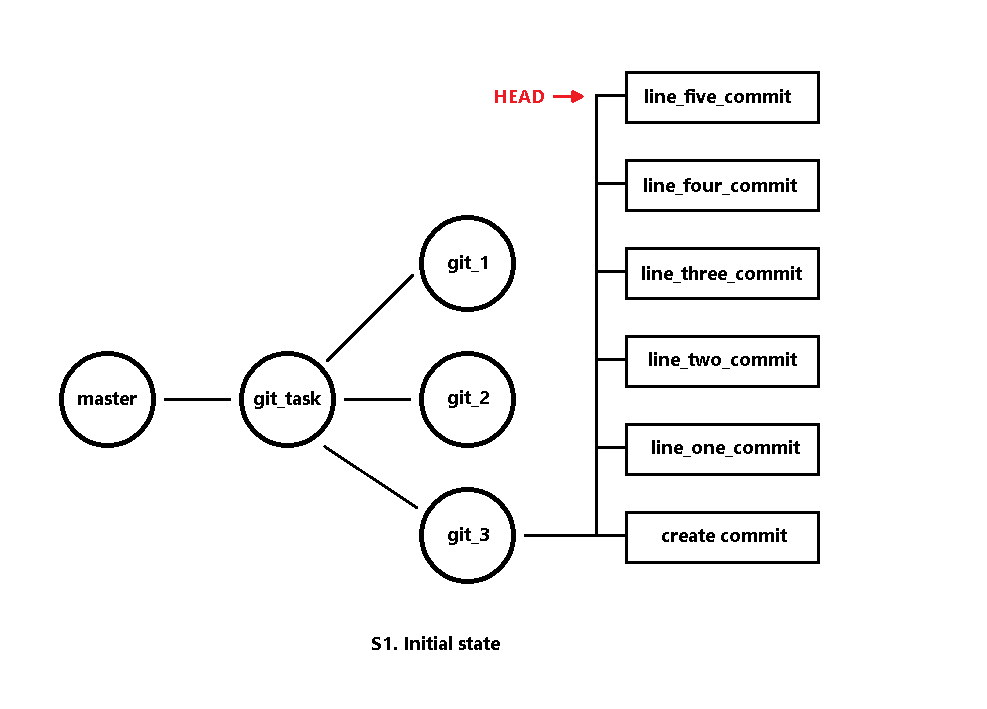 HEAD
line_five_commit
line_four_commit
git_1
line_three_commit
line_two_commit
master
git_task
git_2
line_one_commit
git_3
create commit
S1. Initial state